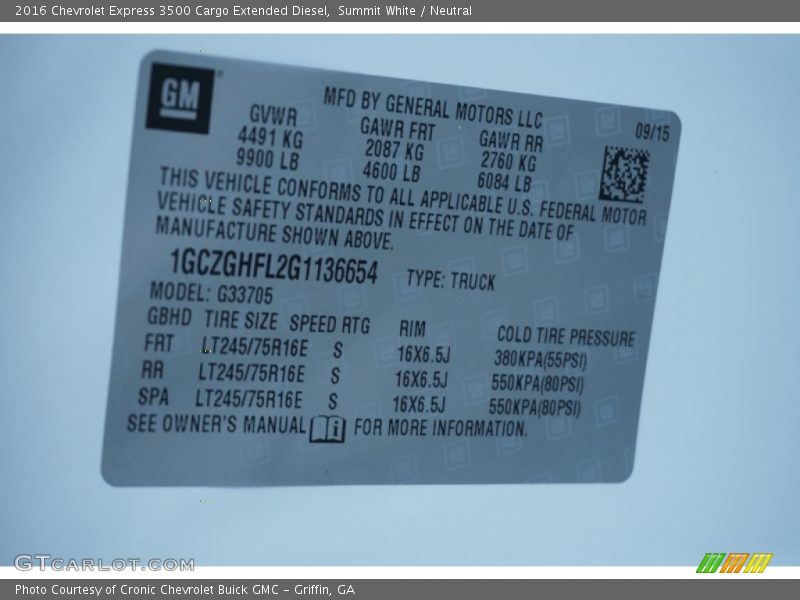 2016 Chevrolet Express 3500 Cargo Extended Diesel, Summit White / Neutral
GM
MFD BY GENERAL MOTORS LLC
09/15
GVWR GAWR FRT GAWR RR
4491 KG 2087 KG 2760 KG
9900 LB 4600 LB 6084 LB
THIS VEHICLE CONFORMS TO ALL APPLICABLE U.S. FEDERAL MOTOR
VEHICLE SAFETY STANDARDS IN EFFECT ON THE DATE OF
MANUFACTURE SHOWN ABOVE.
1GCZGHFL2G1136654 TYPE: TRUCK
MODEL: G33705
GBHD TIRE SIZE SPEED RTG RIM COLD TIRE PRESSURE
FRT LT245/75R16E S 16X6.5J 380KPA(55PSI)
RR LT245/75R16E S 16X6.5J 550KPA(80PSI)
SPA LT245/75R16E S 16X6.5J 550KPA(80PSI)
SEE OWNER'S MANUAL i FOR MORE INFORMATION.
GTCARLOT.COM
Photo Courtesy of Cronic Chevrolet Buick GMC - Griffin, GA